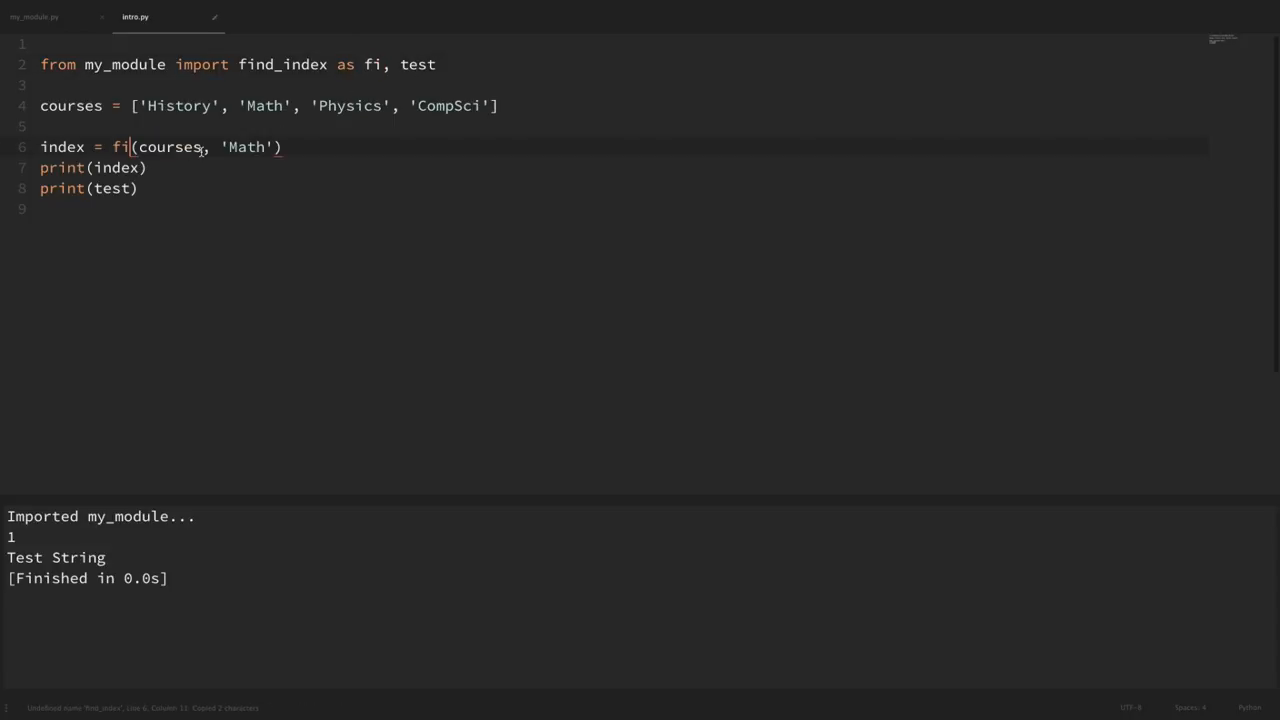 my_module.py × intro.py
1
2 from my_module import find_index as fi, test
3
4 courses = ['History', 'Math', 'Physics', 'CompSci']
5
6 index = fi(courses, 'Math')
7 print(index)
8 print(test)
9
Imported my_module...
1
Test String
[Finished in 0.0s]
Undefined name 'find_index', Line 6, Column 11; Copied 2 characters UTF-8 Spaces: 4 Python